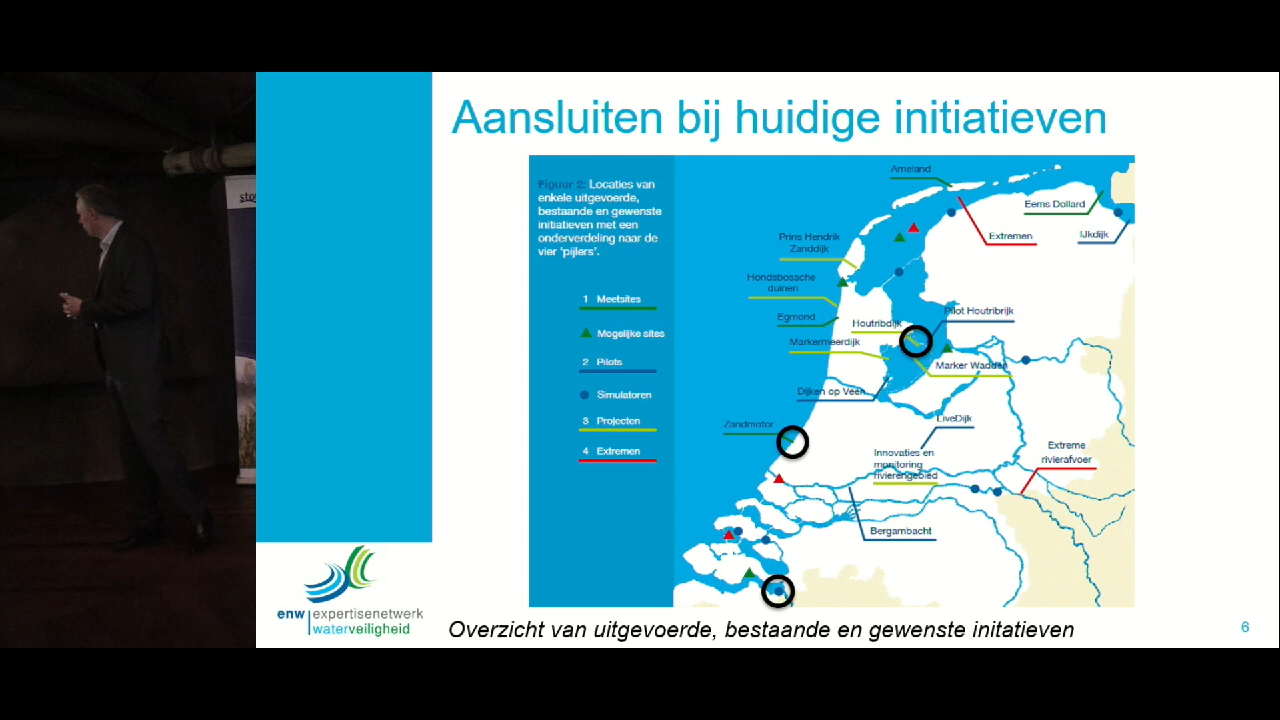 Aansluiten bij huidige initiatieven
Figuur 2: Locaties van
enkele uitgevoerde,
bestaande en gewenste
initiatieven met een
onderverdeling naar de
vier 'pijlers'.
1 Meetsites
Mogelijke sites
2 Pilots
Simulatoren
3 Projecten
4 Extremen
Ameland
Eems Dollard
Extremen
IJkdijk
Prins Hendrik
Zanddijk
Hondsbossche
duinen
Egmond
Houtribdijk
Pilot Houtribrijk
Markermeerdijk
Marker Wadden
Dijken op Veen
Zandmotor
LiveDijk
Innovaties en
monitoring
rivierengebied
Extreme
rivierafvoer
Bergambacht
enw expertisenetwerk
waterveiligheid
Overzicht van uitgevoerde, bestaande en gewenste initatieven
6